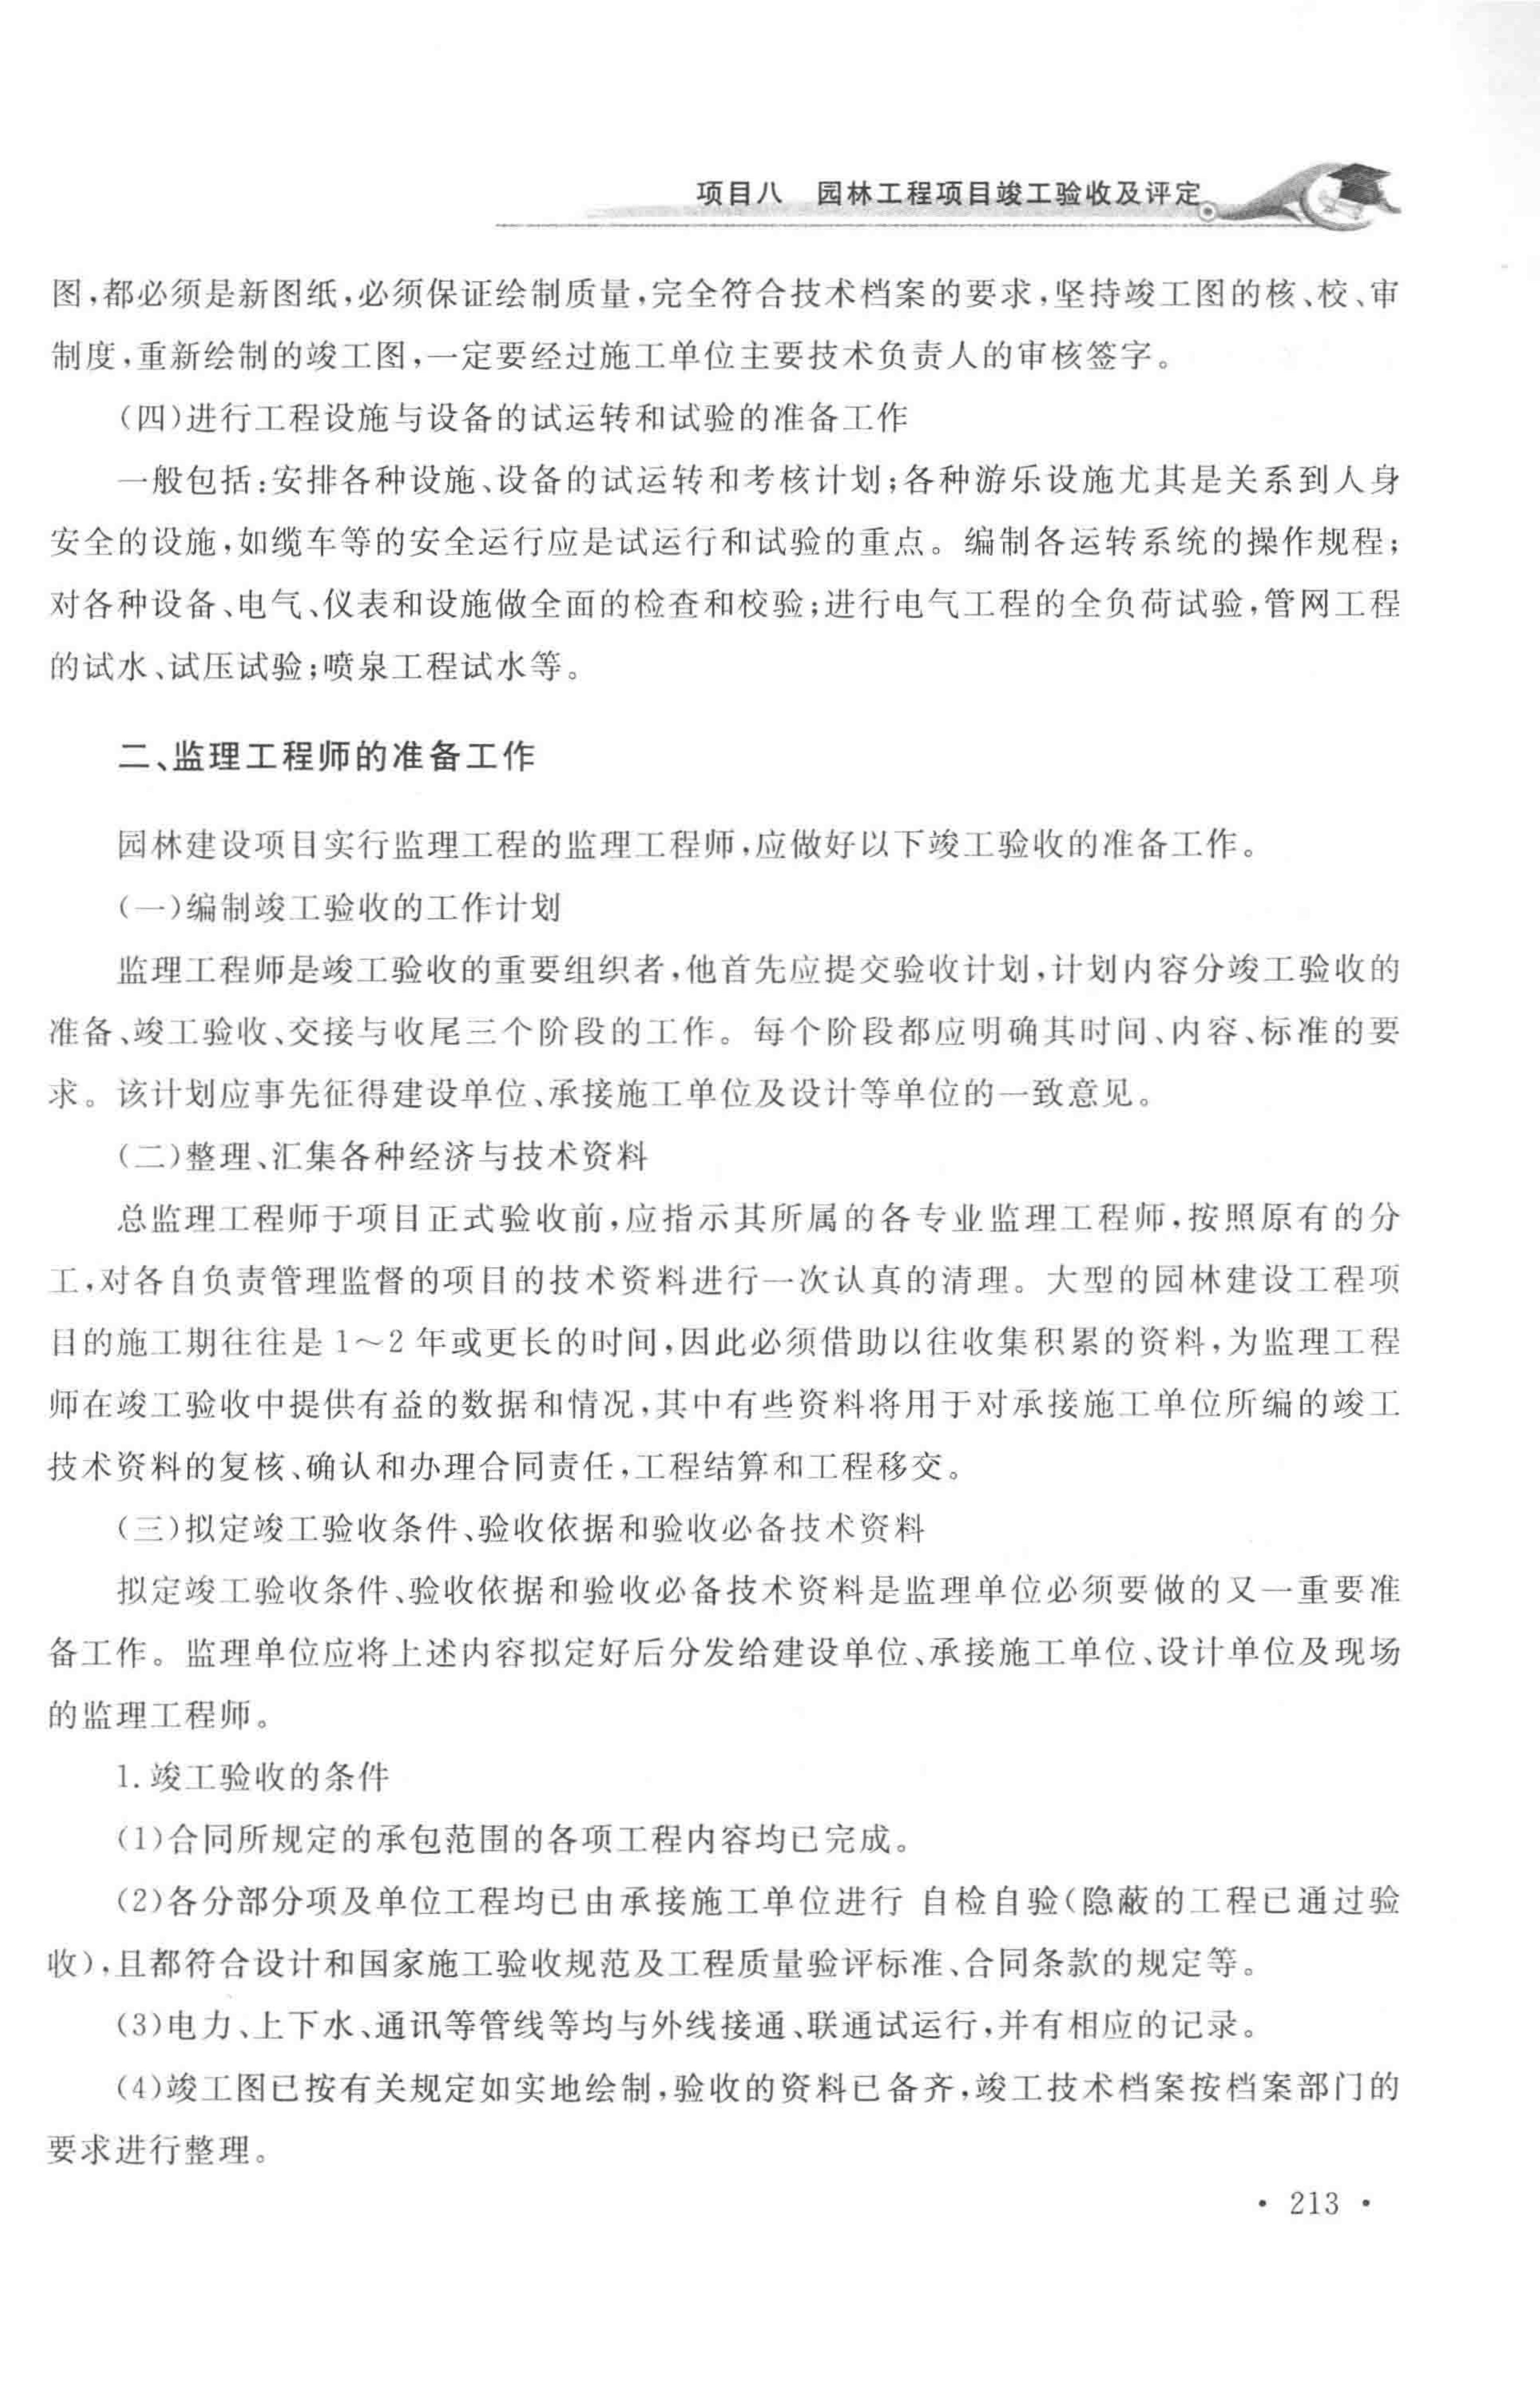 项目八　园林工程项目竣工验收及评定
图,都必须是新图纸,必须保证绘制质量,完全符合技术档案的要求,坚持竣工图的核、校、审
制度,重新绘制的竣工图,一定要经过施工单位主要技术负责人的审核签字。
(四)进行工程设施与设备的试运转和试验的准备工作
一般包括:安排各种设施、设备的试运转和考核计划;各种游乐设施尤其是关系到人身
安全的设施,如缆车等的安全运行应是试运行和试验的重点。编制各运转系统的操作规程;
对各种设备、电气、仪表和设施做全面的检查和校验;进行电气工程的全负荷试验,管网工程
的试水、试压试验;喷泉工程试水等。
二、监理工程师的准备工作
园林建设项目实行监理工程的监理工程师,应做好以下竣工验收的准备工作。
(一)编制竣工验收的工作计划
监理工程师是竣工验收的重要组织者,他首先应提交验收计划,计划内容分竣工验收的
准备、竣工验收、交接与收尾三个阶段的工作。每个阶段都应明确其时间、内容、标准的要
求。该计划应事先征得建设单位、承接施工单位及设计等单位的一致意见。
(二)整理、汇集各种经济与技术资料
总监理工程师于项目正式验收前,应指示其所属的各专业监理工程师,按照原有的分
工,对各自负责管理监督的项目的技术资料进行一次认真的清理。大型的园林建设工程项
目的施工期往往是 1～2 年或更长的时间,因此必须借助以往收集积累的资料,为监理工程
师在竣工验收中提供有益的数据和情况,其中有些资料将用于对承接施工单位所编的竣工
技术资料的复核、确认和办理合同责任,工程结算和工程移交。
(三)拟定竣工验收条件、验收依据和验收必备技术资料
拟定竣工验收条件、验收依据和验收必备技术资料是监理单位必须要做的又一重要准
备工作。监理单位应将上述内容拟定好后分发给建设单位、承接施工单位、设计单位及现场
的监理工程师。
1.竣工验收的条件
(1)合同所规定的承包范围的各项工程内容均已完成。
(2)各分部分项及单位工程均已由承接施工单位进行 自检自验(隐蔽的工程已通过验
收),且都符合设计和国家施工验收规范及工程质量验评标准、合同条款的规定等。
(3)电力、上下水、通讯等管线等均与外线接通、联通试运行,并有相应的记录。
(4)竣工图已按有关规定如实地绘制,验收的资料已备齐,竣工技术档案按档案部门的
要求进行整理。
• 213 •